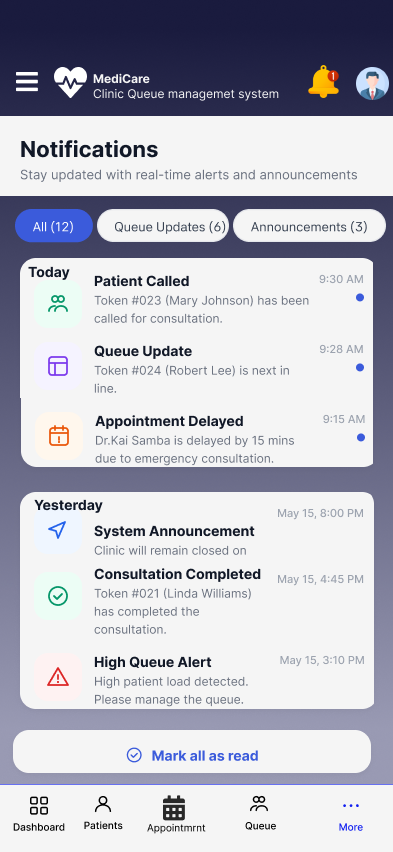 MediCare
Clinic Queue managemet system
1
Notifications
Stay updated with real-time alerts and announcements
All (12)
Queue Updates (6)
Announcements (3)
Today
Patient Called
9:30 AM
Token #023 (Mary Johnson) has been
called for consultation.
Queue Update
9:28 AM
Token #024 (Robert Lee) is next in
line.
Appointment Delayed
9:15 AM
Dr.Kai Samba is delayed by 15 mins
due to emergency consultation.
Yesterday
May 15, 8:00 PM
System Announcement
Clinic will remain closed on
Consultation Completed
May 15, 4:45 PM
Token #021 (Linda Williams)
has completed the
consultation.
High Queue Alert
May 15, 3:10 PM
High patient load detected.
Please manage the queue.
Mark all as read
Dashboard
Patients
Appointmrnt
Queue
More